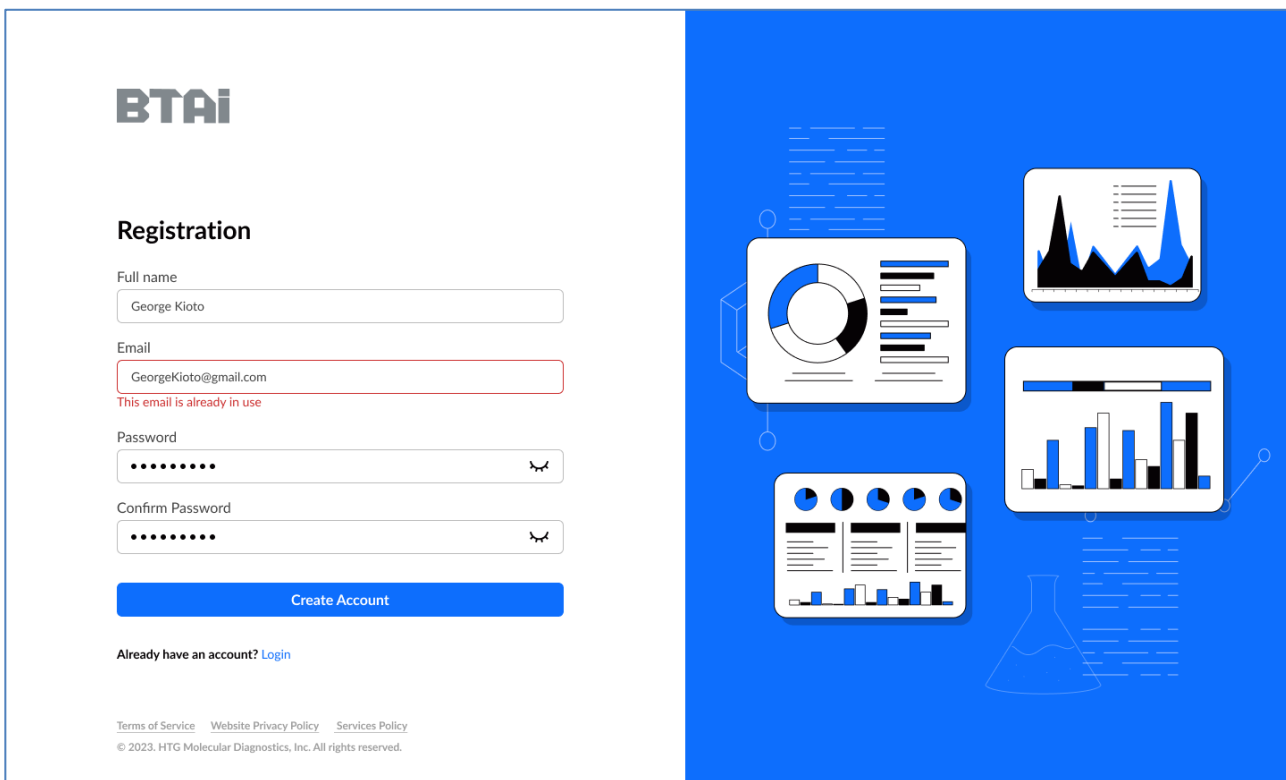 BTAi
Registration
Full name
George Kioto
Email
GeorgeKioto@gmail.com
This email is already in use
Password
•••••••••
Confirm Password
•••••••••
Create Account
Already have an account? Login
Terms of Service Website Privacy Policy Services Policy
© 2023. HTG Molecular Diagnostics, Inc. All rights reserved.